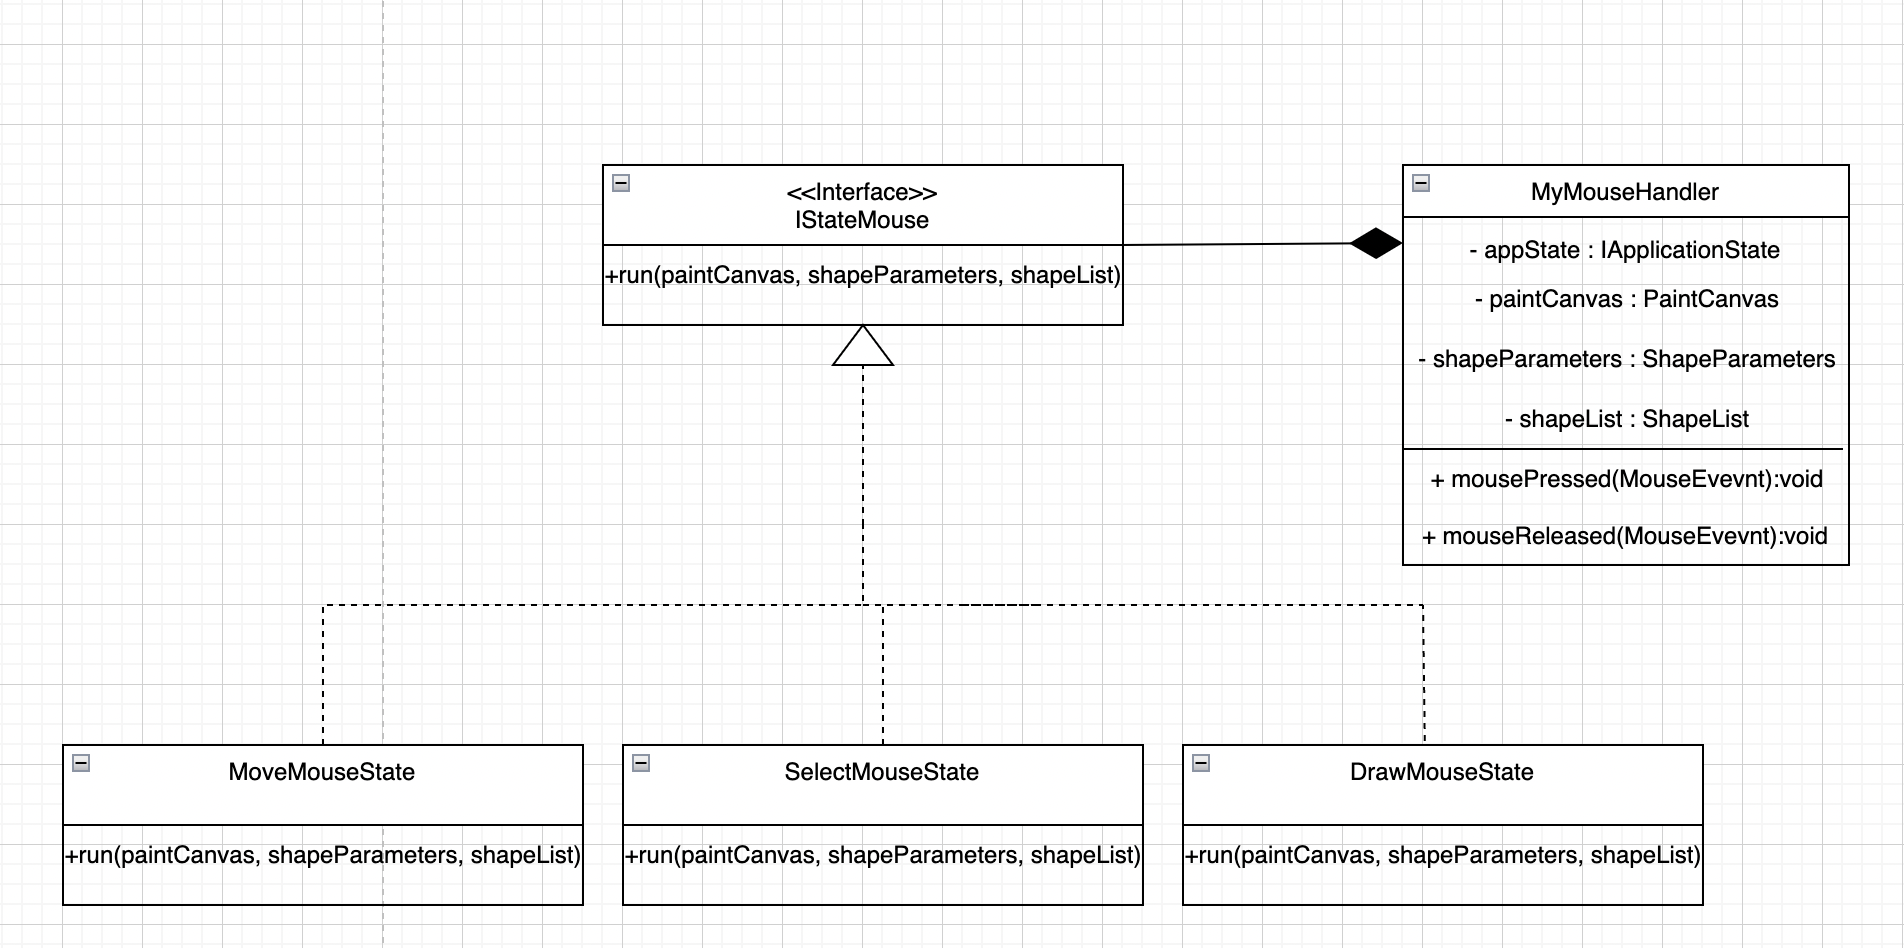 <<Interface>>
IStateMouse
+run(paintCanvas, shapeParameters, shapeList)
MyMouseHandler
- appState : IApplicationState
- paintCanvas : PaintCanvas
- shapeParameters : ShapeParameters
- shapeList : ShapeList
+ mousePressed(MouseEvevnt):void
+ mouseReleased(MouseEvevnt):void
MoveMouseState
+run(paintCanvas, shapeParameters, shapeList)
SelectMouseState
+run(paintCanvas, shapeParameters, shapeList)
DrawMouseState
+run(paintCanvas, shapeParameters, shapeList)